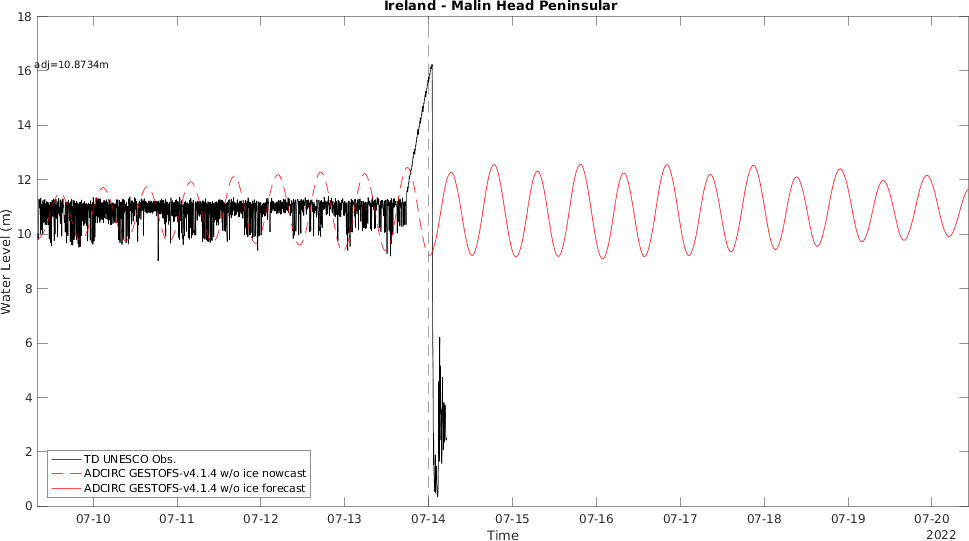 Ireland - Malin Head Peninsular
18
adj=10.8734m
16
14
12
10
8
6
4
2
0
Water Level (m)
TD UNESCO Obs.
ADCIRC GESTOFS-v4.1.4 w/o ice nowcast
ADCIRC GESTOFS-v4.1.4 w/o ice forecast
07-10 07-11 07-12 07-13 07-14 07-15 07-16 07-17 07-18 07-19 07-20
Time
2022